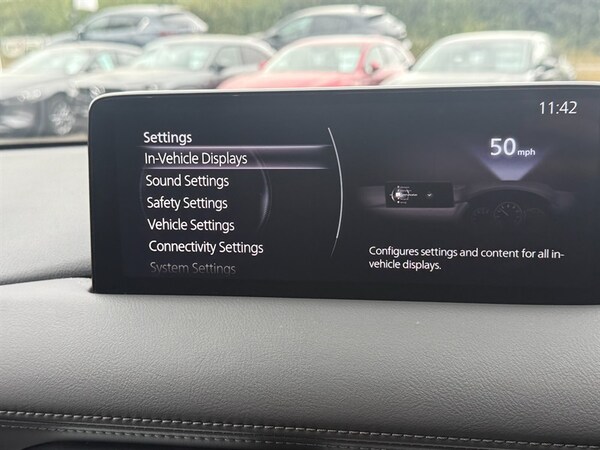 11:42
Settings
In-Vehicle Displays
Sound Settings
Safety Settings
Vehicle Settings
Connectivity Settings
System Settings
50 mph
Configures settings and content for all in-
vehicle displays.